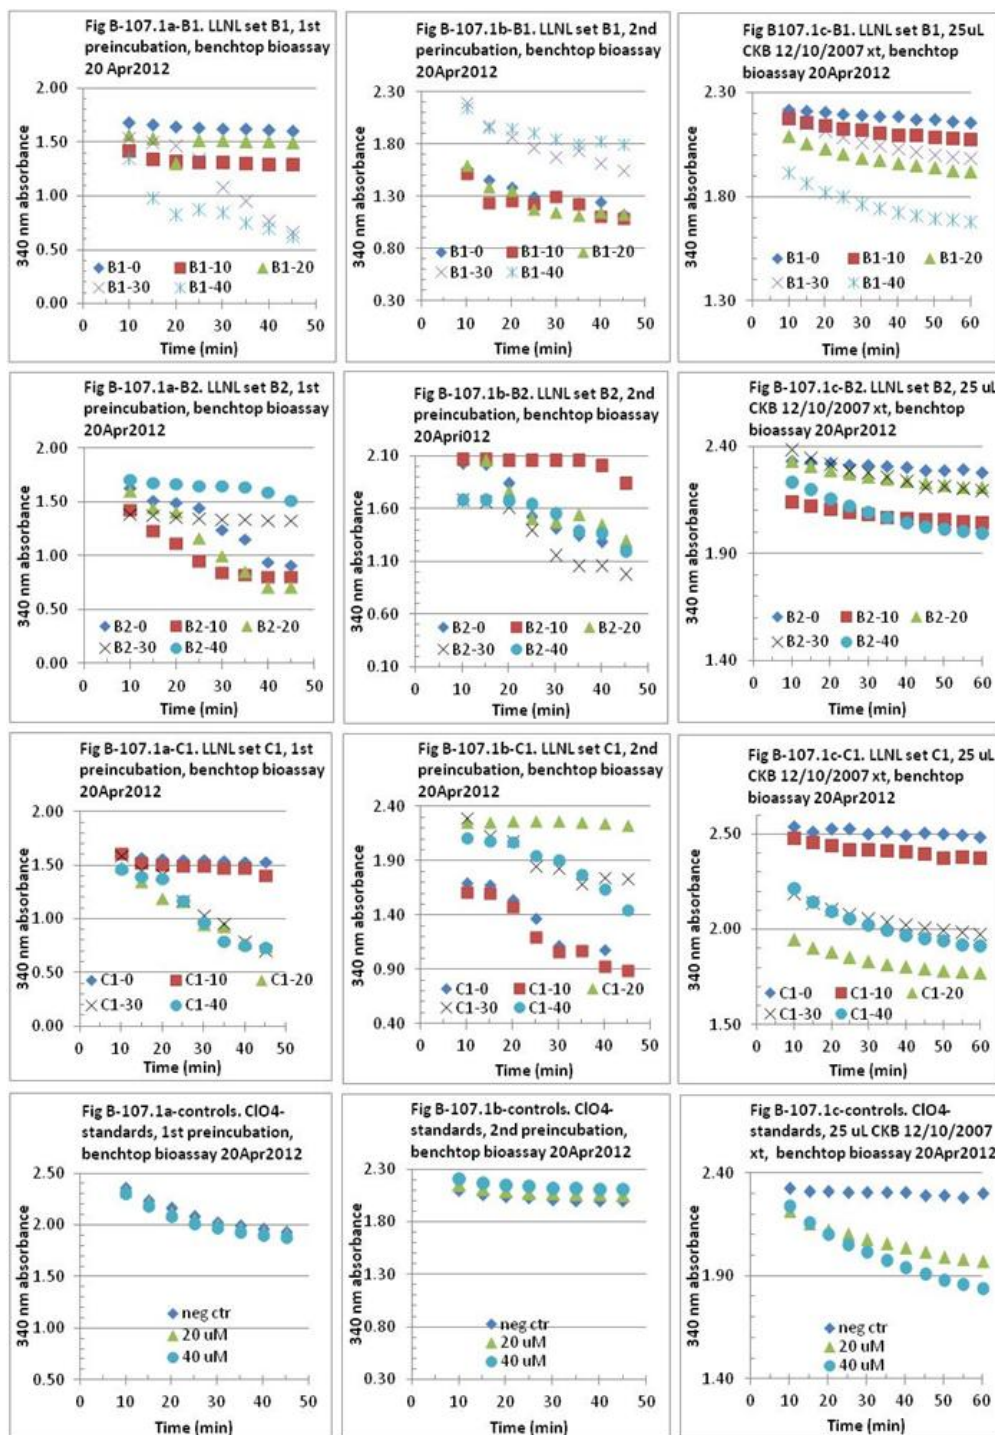 Fig B-107.1a-B1. LLNL set B1, 1st
preincubation, benchtop bioassay
20 Apr2012
2.00
1.50
1.00
0.50
0.00
340 nm absorbance
B1-0 B1-10 B1-20
B1-30 B1-40
0 10 20 30 40 50
Time (min)
Fig B-107.1b-B1. LLNL set B1, 2nd
perincubation, benchtop bioassay
20Apr2012
2.30
1.80
1.30
0.80
0.30
340 nm absorbance
B1-0 B1-10 B1-20
B1-30 B1-40
0 10 20 30 40 50
Time (min)
Fig B107.1c-B1. LLNL set B1, 25uL
CKB 12/10/2007 xt, benchtop
bioassay 20Apr2012
2.30
1.80
1.30
340 nm absorbance
B1-0 B1-10 B1-20
B1-30 B1-40
0 10 20 30 40 50 60
Time (min)
Fig B-107.1a-B2. LLNL set B2, 1st
preincubation, benchtop bioassay
20Apr2012
2.00
1.50
1.00
0.50
0.00
340 nm absorbance
B2-0 B2-10 B2-20
B2-30 B2-40
0 10 20 30 40 50
Time (min)
Fig B-107.1b-B2. LLNL set B2, 2nd
preincubation, benchtop bioassay
20Apri012
2.10
1.60
1.10
0.60
0.10
340 nm absorbance
B2-0 B2-10 B2-20
B2-30 B2-40
0 10 20 30 40 50
Time (min)
Fig B-107.1c-B2. LLNL set B2, 25 uL
CKB 12/10/2007 xt, benchtop
bioassay 20Apr2012
2.40
1.90
1.40
340 nm absorbance
B2-0 B2-10 B2-20
B2-30 B2-40
0 10 20 30 40 50 60
Time (min)
Fig B-107.1a-C1. LLNL set C1, 1st
preincubation, benchtop bioassay
20Apr2012
2.00
1.50
1.00
0.50
0.00
340 nm absorbance
C1-0 C1-10 C1-20
C1-30 C1-40
0 10 20 30 40 50
Time (min)
Fig B-107.1b-C1. LLNL set C1, 2nd
preincubation, benchtop bioassay
20Apr2012
2.40
1.90
1.40
0.90
0.40
340 nm absorbance
C1-0 C1-10 C1-20
C1-30 C1-40
0 10 20 30 40 50
Time (min)
Fig B-107.1c-C1. LLNL set C1, 25 uL
CKB 12/10/2007 xt, benchtop
bioassay 20Apr2012
2.50
2.00
1.50
340 nm absorbance
C1-0 C1-10 C1-20
C1-30 C1-40
0 10 20 30 40 50 60
Time (min)
Fig B-107.1a-controls. ClO4-
standards, 1st preincubation,
benchtop bioassay 20Apr2012
2.50
2.00
1.50
1.00
0.50
340 nm absorbance
neg ctr
20 uM
40 uM
0 10 20 30 40 50
Time (min)
Fig B-107.1b-controls. ClO4-
standards, 2nd preincubation,
benchtop bioassay 20Apr2012
2.30
1.80
1.30
0.80
0.30
340 nm absorbance
neg ctr
20 uM
40 uM
0 10 20 30 40 50
Time (min)
Fig B-107.1c-controls. ClO4-
standards, 25 uL CKB 12/10/2007
xt, benchtop bioassay 20Apr2012
2.40
1.90
1.40
340 nm absorbance
neg ctr
20 uM
40 uM
0 10 20 30 40 50 60
Time (min)